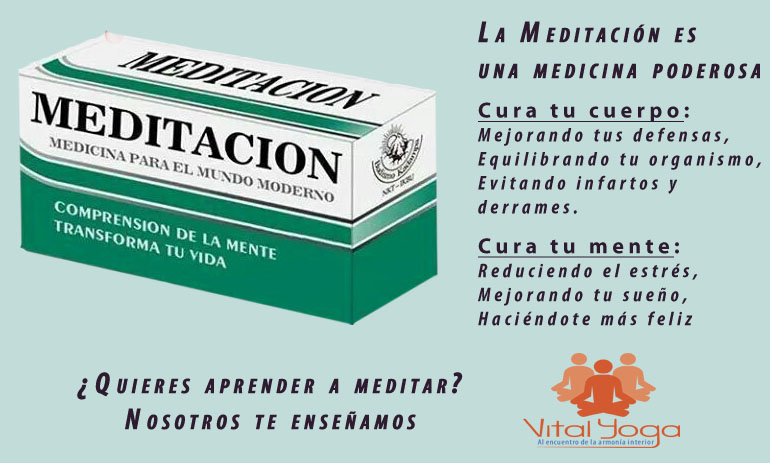 MEDITACION
MEDITACION
MEDICINA PARA EL MUNDO MODERNO
NKT - IKBU
COMPRENSION DE LA MENTE
TRANSFORMA TU VIDA
LA MEDITACIÓN ES
UNA MEDICINA PODEROSA
Cura tu cuerpo:
Mejorando tus defensas,
Equilibrando tu organismo,
Evitando infartos y
derrames.
Cura tu mente:
Reduciendo el estrés,
Mejorando tu sueño,
Haciéndote más feliz
¿QUIERES APRENDER A MEDITAR?
NOSOTROS TE ENSEÑAMOS
Vital Yoga
Al encuentro de la armonía interior